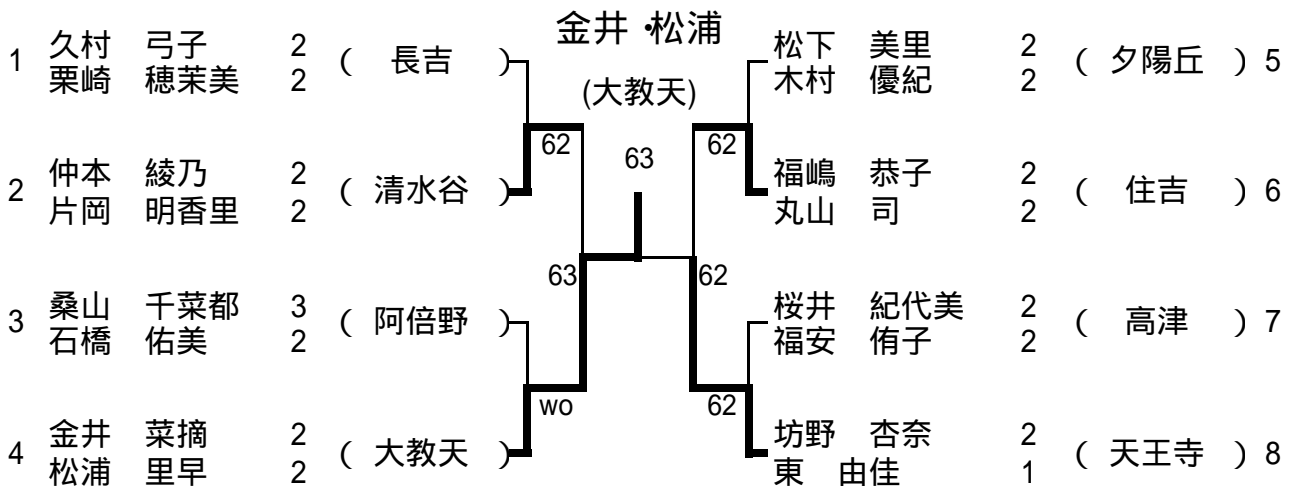 金井・松浦
(大教天)
1 久村 弓子 2 ( 長吉 )
栗崎 穂茉美 2
2 仲本 綾乃 2 ( 清水谷 )
片岡 明香里 2
3 桑山 千菜都 3 ( 阿倍野 )
石橋 佑美 2
4 金井 菜摘 2 ( 大教天 )
松浦 里早 2
62
63
wo
63
62
62
62
松下 美里 2 ( 夕陽丘 ) 5
木村 優紀 2
福嶋 恭子 2 ( 住吉 ) 6
丸山 司 2
桜井 紀代美 2 ( 高津 ) 7
福安 侑子 2
坊野 杏奈 2 ( 天王寺 ) 8
東 由佳 1